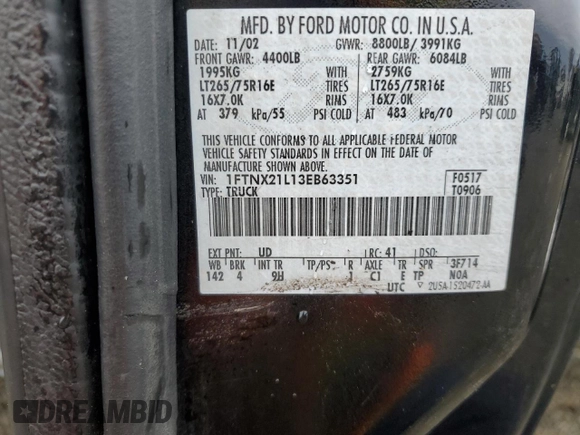 MFD. BY FORD MOTOR CO. IN U.S.A.
DATE: 11/02 GVWR: 8800LB/ 3991KG
FRONT GAWR: 4400LB REAR GAWR: 6084LB
1995KG WITH 2759KG WITH
LT265/75R16E TIRES LT265/75R16E TIRES
16X7.0K RIMS 16X7.0K RIMS
AT 379 kPa/55 PSI COLD AT 483 kPa/70 PSI COLD
THIS VEHICLE CONFORMS TO ALL APPLICABLE FEDERAL MOTOR
VEHICLE SAFETY STANDARDS IN EFFECT ON THE DATE OF
MANUFACTURE SHOWN ABOVE.
VIN: 1FTNX21L13EB63351 F0517
TYPE: TRUCK T0906
EXT PNT: UD RC: 41 DSO:
WB BRK INT TR TP/PS R AXLE TR SPR 3F714
142 4 9H 1 C1 E TP NOA
UTC 2U5A-1520472-AA
DREAMBID